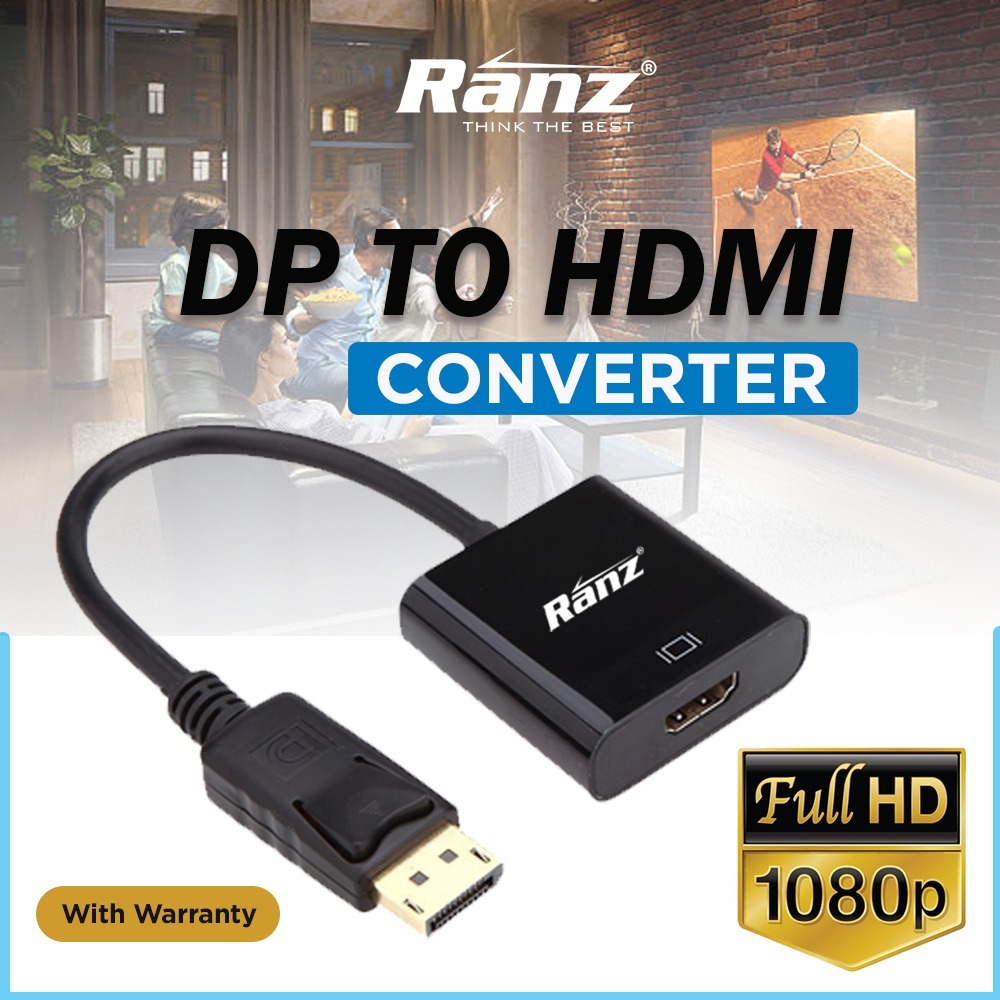 Ranz®
THINK THE BEST
DP TO HDMI
CONVERTER
Ranz®
Full HD
1080p
With Warranty